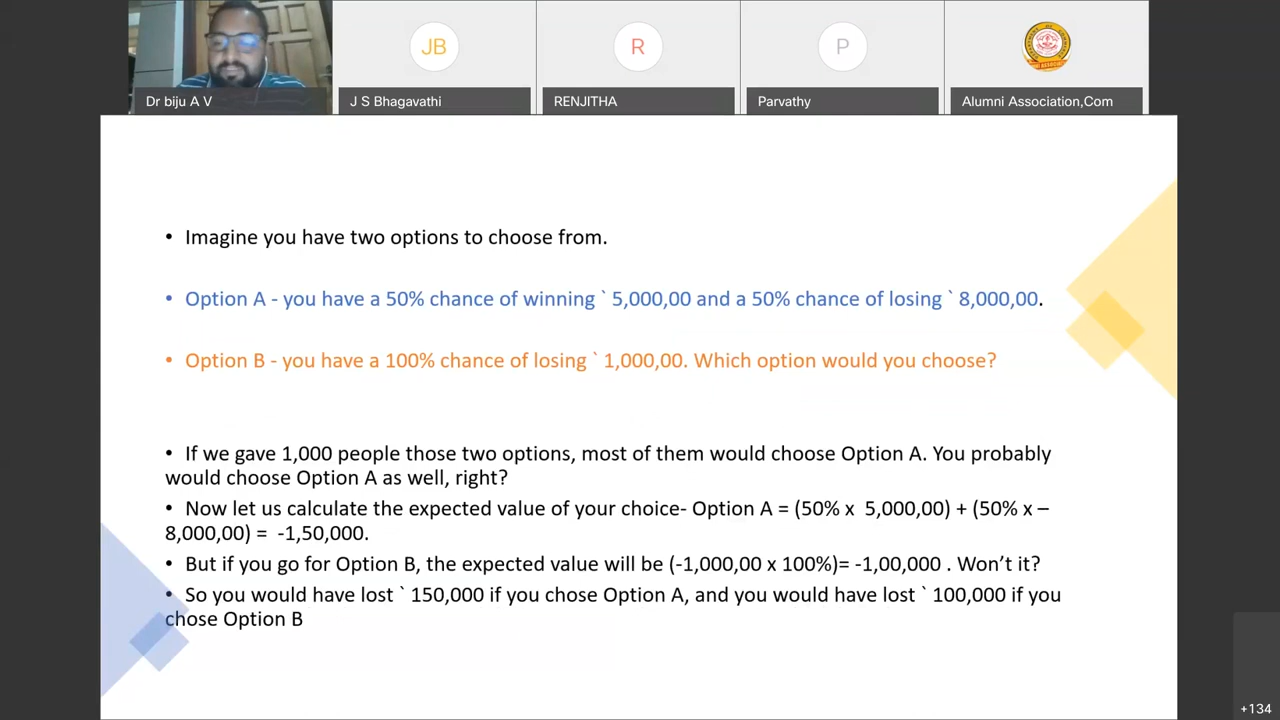 JB
R
P
Dr biju A V
J S Bhagavathi
RENJITHA
Parvathy
Alumni Association,Com
• Imagine you have two options to choose from.
• Option A - you have a 50% chance of winning ` 5,000,00 and a 50% chance of losing ` 8,000,00.
• Option B - you have a 100% chance of losing ` 1,000,00. Which option would you choose?
• If we gave 1,000 people those two options, most of them would choose Option A. You probably
would choose Option A as well, right?
• Now let us calculate the expected value of your choice- Option A = (50% x 5,000,00) + (50% x –
8,000,00) = -1,50,000.
• But if you go for Option B, the expected value will be (-1,000,00 x 100%)= -1,00,000 . Won’t it?
• So you would have lost ` 150,000 if you chose Option A, and you would have lost ` 100,000 if you
chose Option B
+134